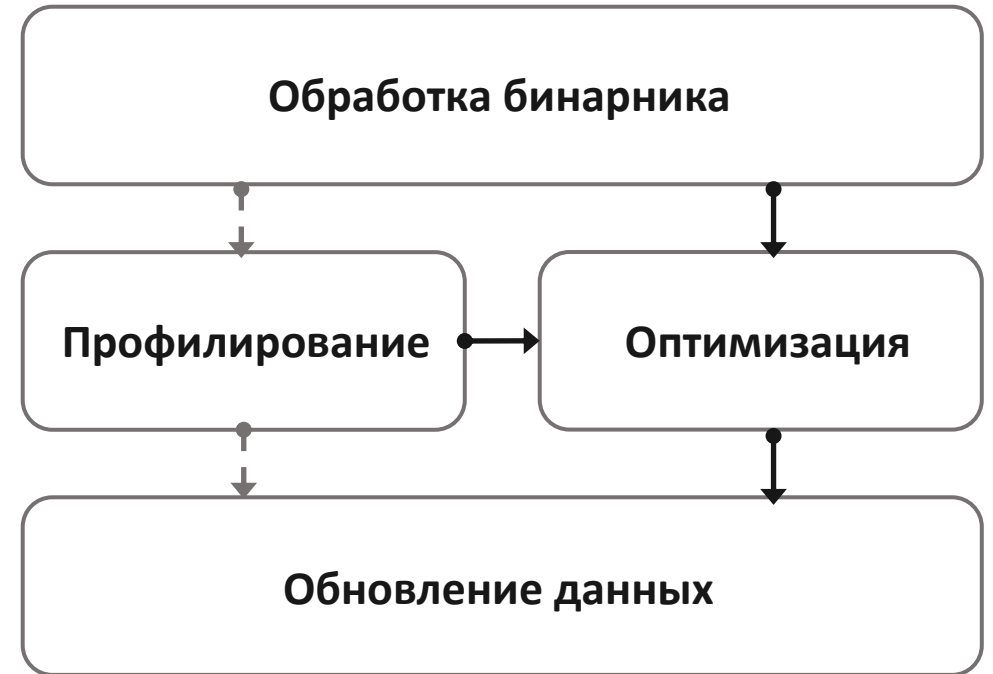 Обработка бинарника
Профилирование
Оптимизация
Обновление данных